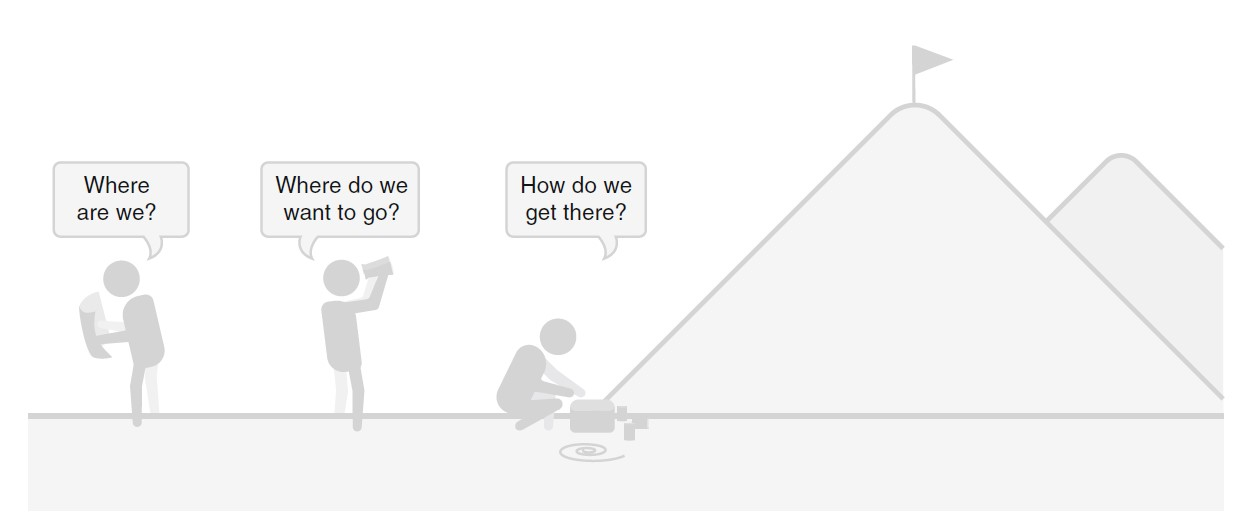 Where
are we?
Where do we
want to go?
How do we
get there?